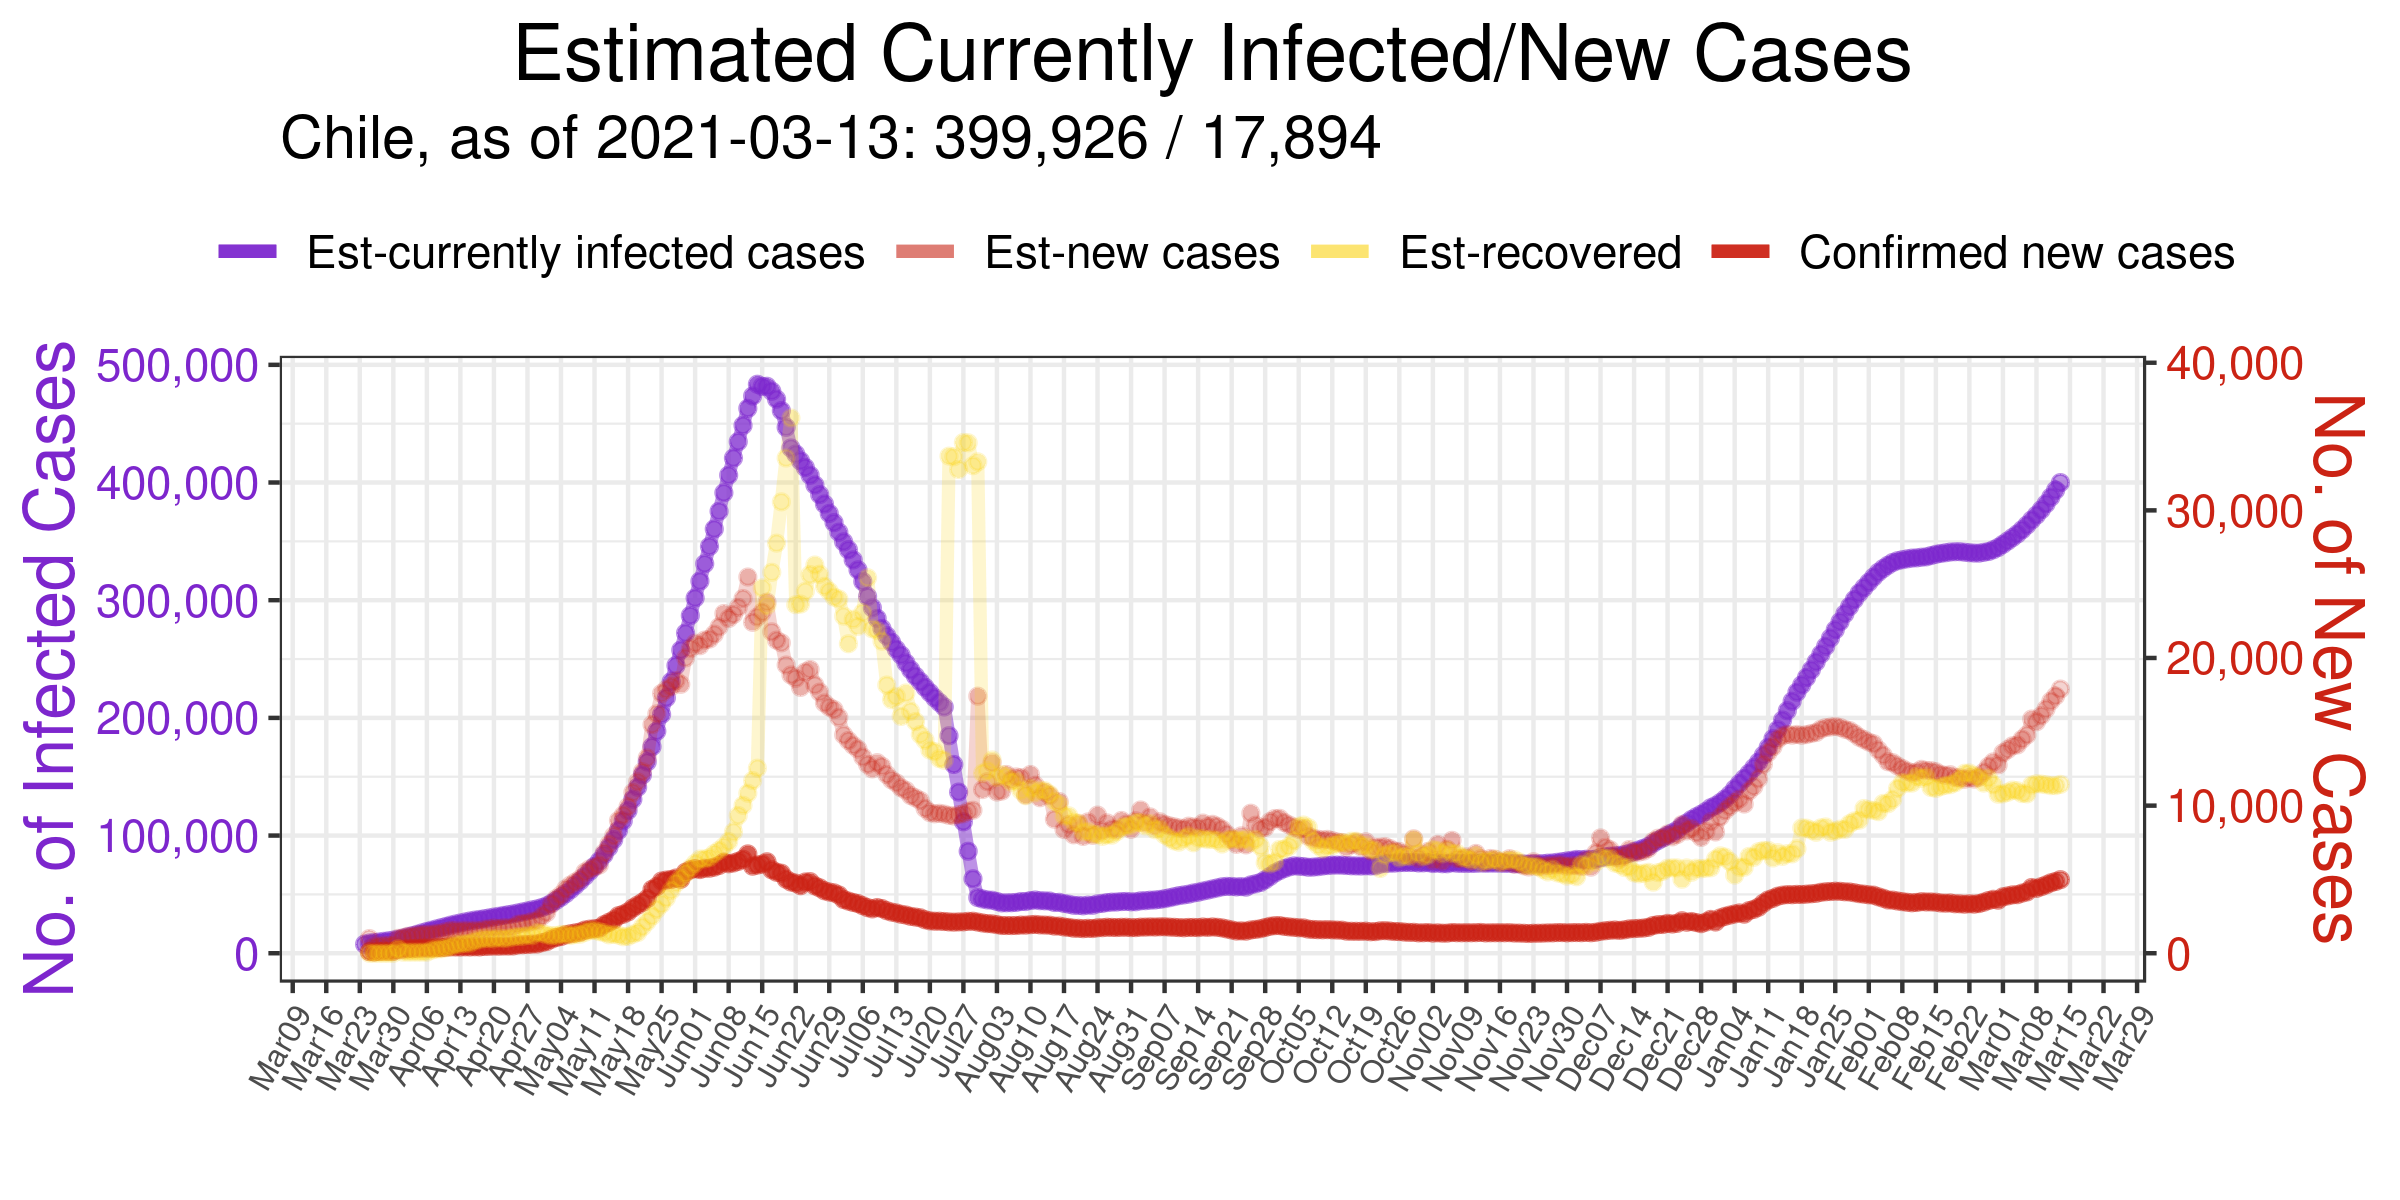 Estimated Currently Infected/New Cases
Chile, as of 2021-03-13: 399,926 / 17,894
Est-currently infected cases Est-new cases Est-recovered Confirmed new cases
No. of Infected Cases
500,000
400,000
300,000
200,000
100,000
0
40,000
30,000
20,000
10,000
0
No. of New Cases
Mar09 Mar16 Mar23 Mar30 Apr06 Apr13 Apr20 Apr27 May04 May11 May18 May25 Jun01 Jun08 Jun15 Jun22 Jun29 Jul06 Jul13 Jul20 Jul27 Aug03 Aug10 Aug17 Aug24 Aug31 Sep07 Sep14 Sep21 Sep28 Oct05 Oct12 Oct19 Oct26 Nov02 Nov09 Nov16 Nov23 Nov30 Dec07 Dec14 Dec21 Dec28 Jan04 Jan11 Jan18 Jan25 Feb01 Feb08 Feb15 Feb22 Mar01 Mar08 Mar15 Mar22 Mar29